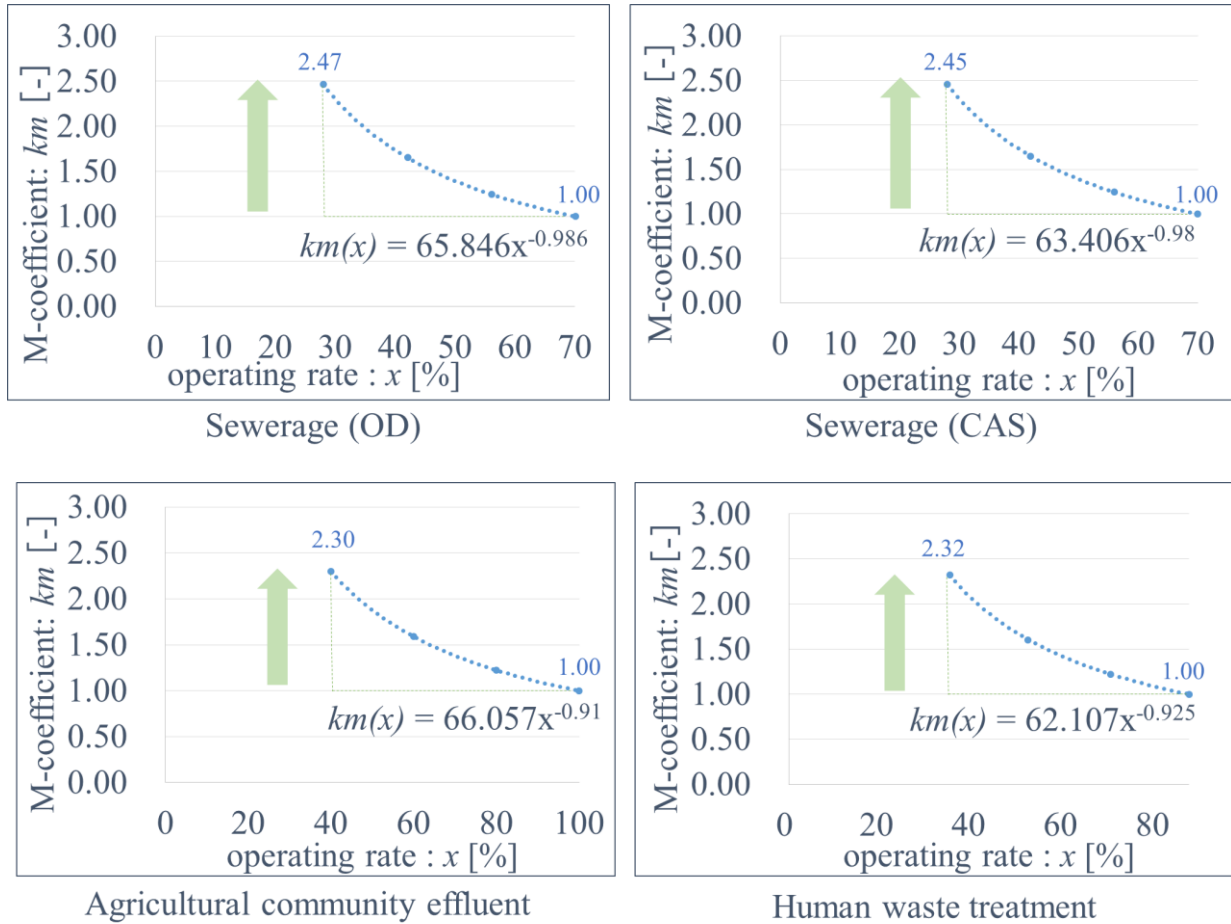 3.00
2.50
2.00
1.50
1.00
0.50
0.00
M-coefficient: km [-]
2.47
1.00
km(x) = 65.846x^-0.986
0 10 20 30 40 50 60 70
operating rate : x [%]
Sewerage (OD)
3.00
2.50
2.00
1.50
1.00
0.50
0.00
M-coefficient: km [-]
2.45
1.00
km(x) = 63.406x^-0.98
0 10 20 30 40 50 60 70
operating rate : x [%]
Sewerage (CAS)
3.00
2.50
2.00
1.50
1.00
0.50
0.00
M-coefficient: km [-]
2.30
1.00
km(x) = 66.057x^-0.91
0 20 40 60 80 100
operating rate : x [%]
Agricultural community effluent
3.00
2.50
2.00
1.50
1.00
0.50
0.00
M-coefficient: km [-]
2.32
1.00
km(x) = 62.107x^-0.925
0 20 40 60 80
operating rate : x [%]
Human waste treatment